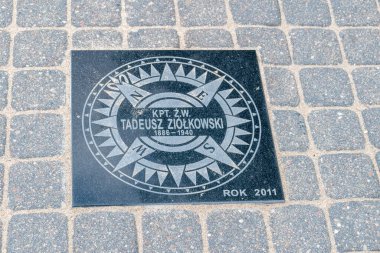 KPT. Ż.W.
TADEUSZ ZIÓŁKOWSKI
1886 - 1940
N
E
S
W
ROK 2011